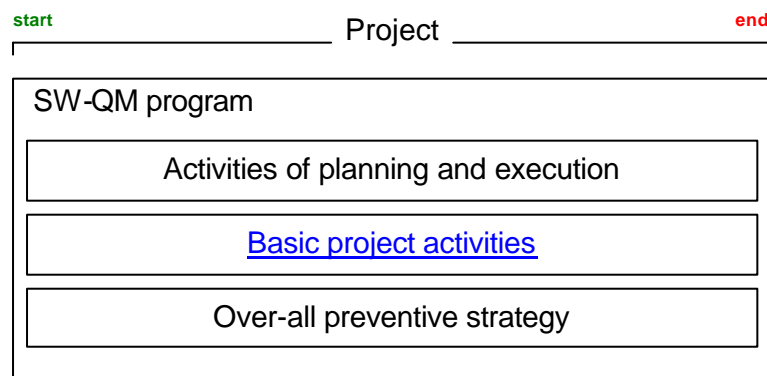 start Project end
SW-QM program
Activities of planning and execution
Basic project activities
Over-all preventive strategy